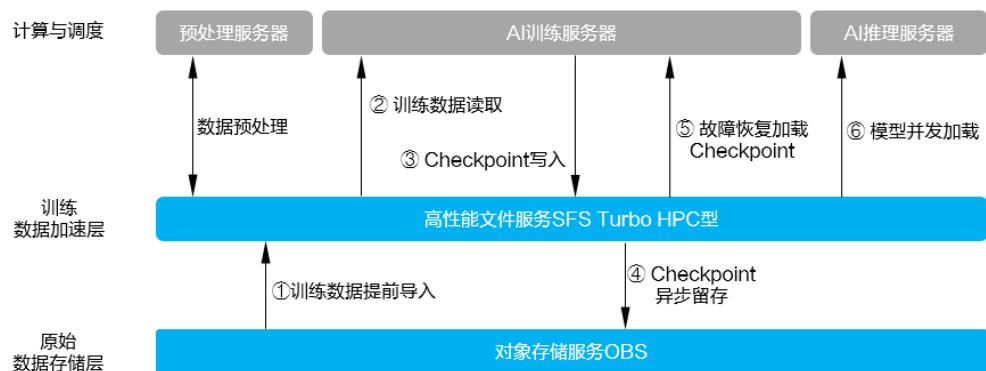 计算与调度
预处理服务器
AI训练服务器
AI推理服务器
数据预处理
② 训练数据读取
③ Checkpoint写入
⑤ 故障恢复加载
Checkpoint
⑥ 模型并发加载
训练
数据加速层
高性能文件服务SFS Turbo HPC型
①训练数据提前导入
④ Checkpoint
异步留存
原始
数据存储层
对象存储服务OBS